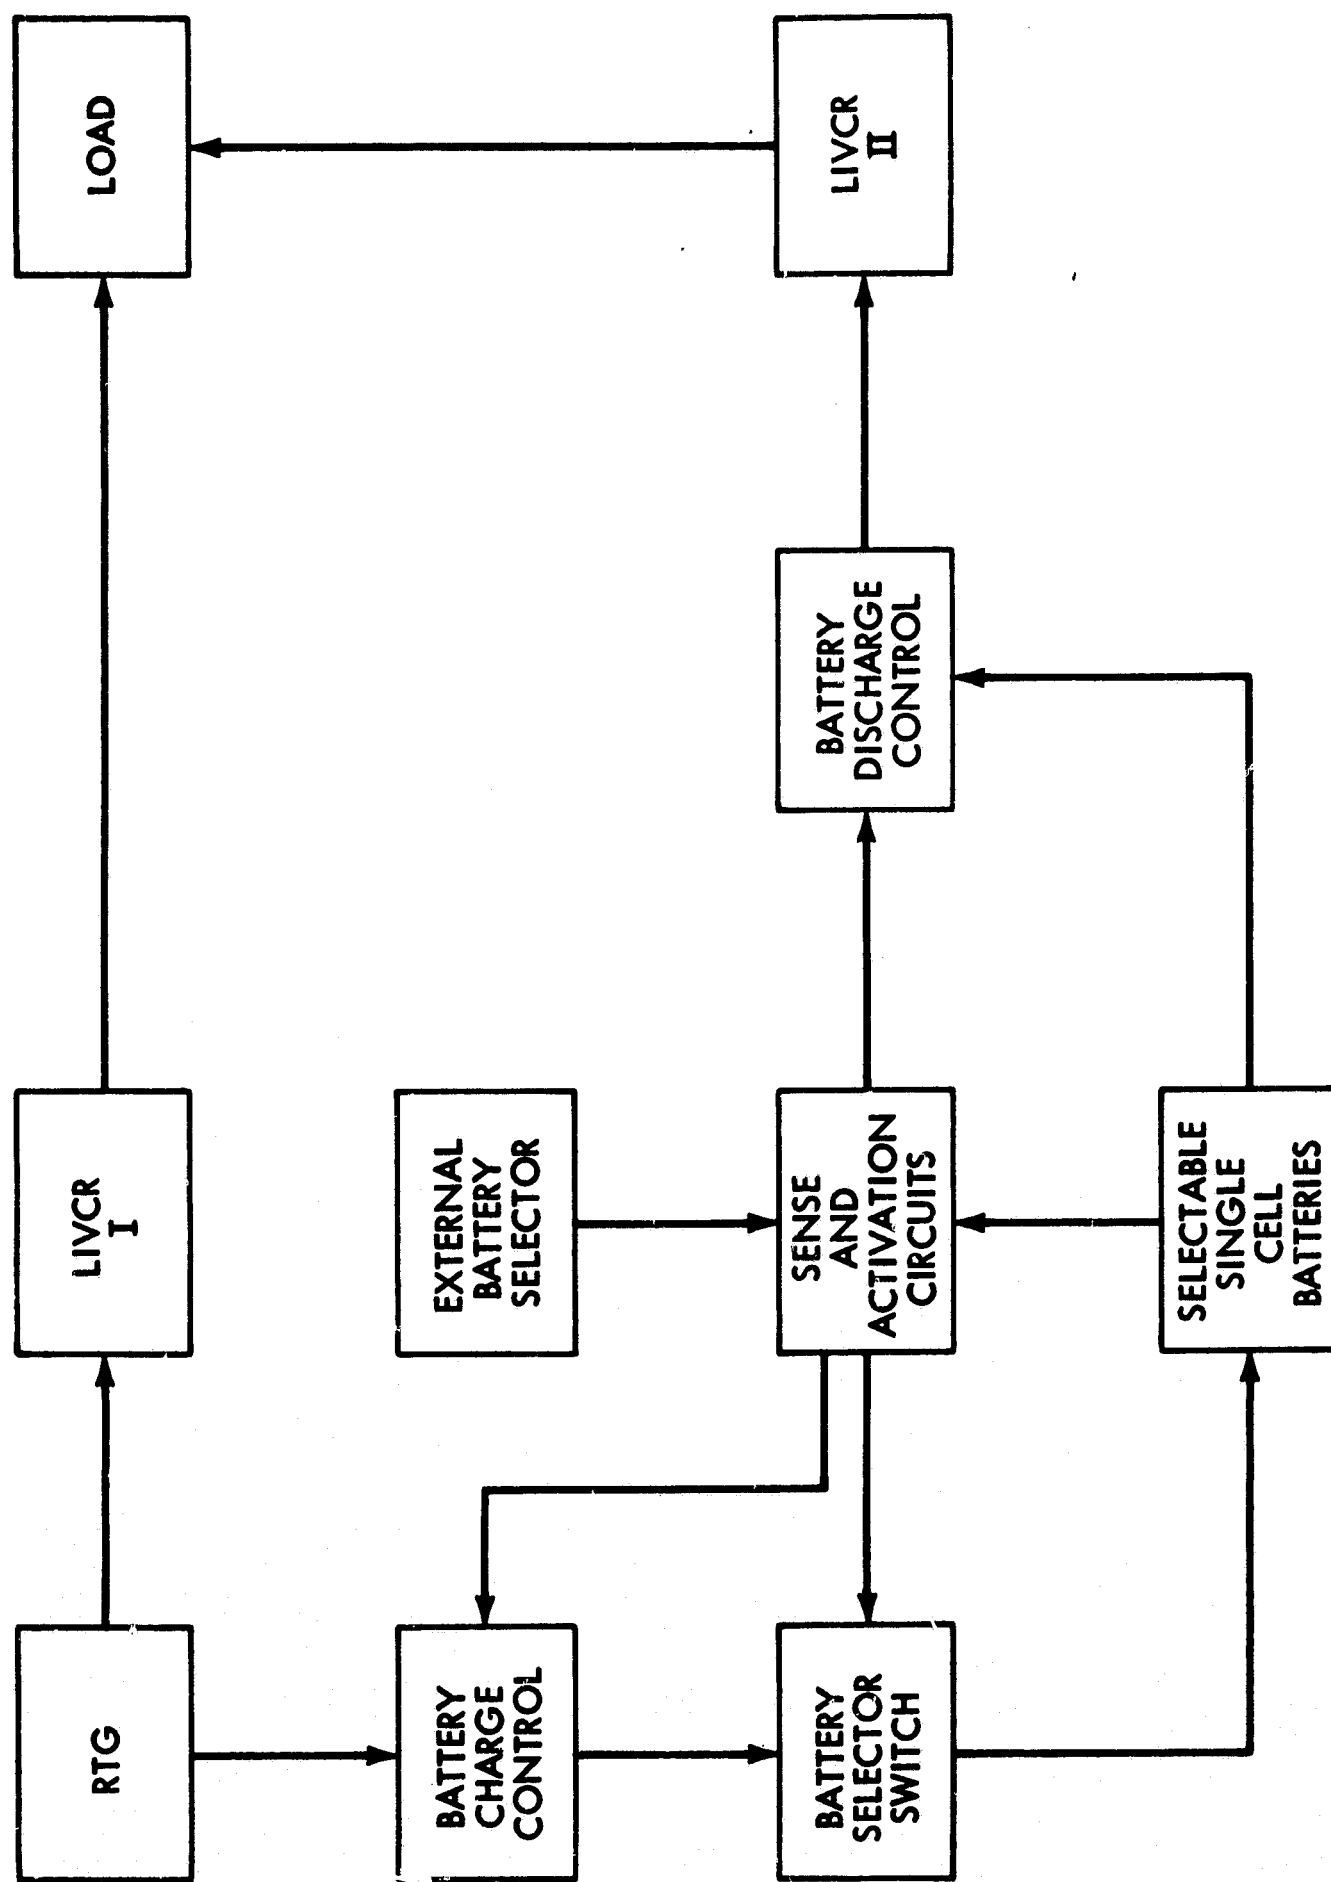 RTG
LIVCR
I
LOAD
BATTERY
CHARGE
CONTROL
EXTERNAL
BATTERY
SELECTOR
BATTERY
SELECTOR
SWITCH
SENSE
AND
ACTIVATION
CIRCUITS
BATTERY
DISCHARGE
CONTROL
LIVCR
II
SELECTABLE
SINGLE
CELL
BATTERIES